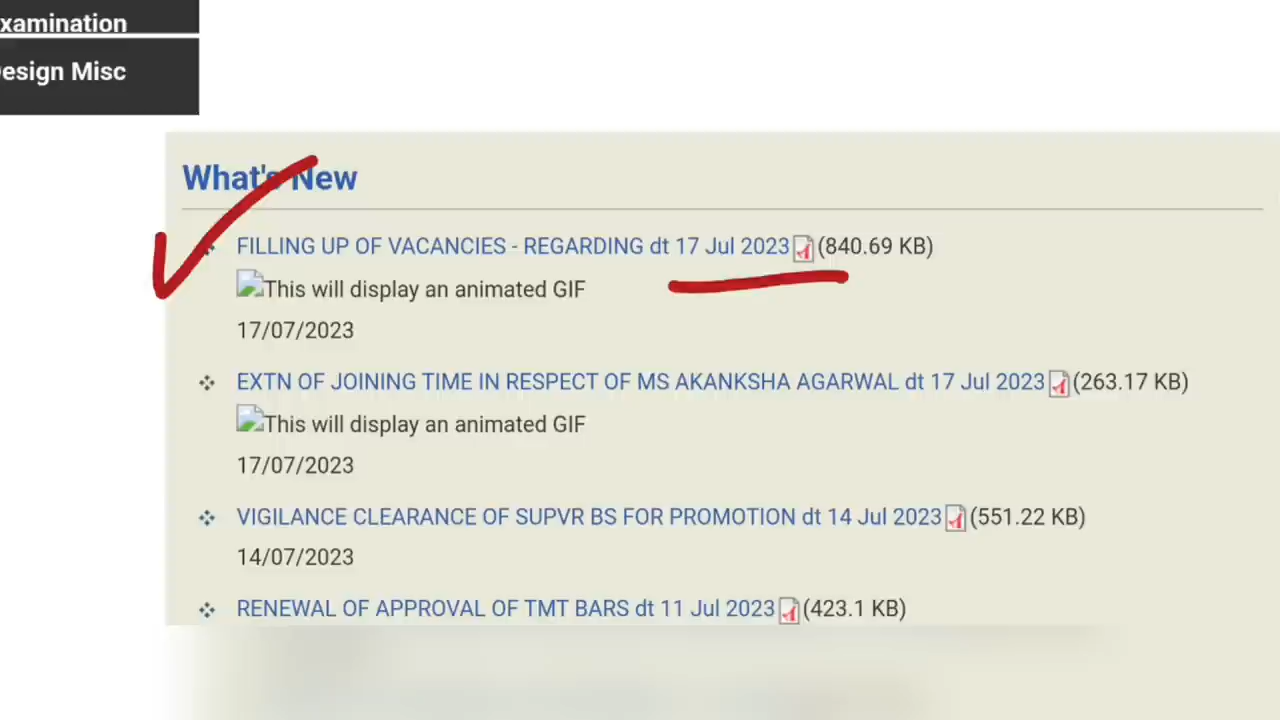 xamination
esign Misc
What's New
FILLING UP OF VACANCIES - REGARDING dt 17 Jul 2023 (840.69 KB)
This will display an animated GIF
17/07/2023
EXTN OF JOINING TIME IN RESPECT OF MS AKANKSHA AGARWAL dt 17 Jul 2023 (263.17 KB)
This will display an animated GIF
17/07/2023
VIGILANCE CLEARANCE OF SUPVR BS FOR PROMOTION dt 14 Jul 2023 (551.22 KB)
14/07/2023
RENEWAL OF APPROVAL OF TMT BARS dt 11 Jul 2023 (423.1 KB)